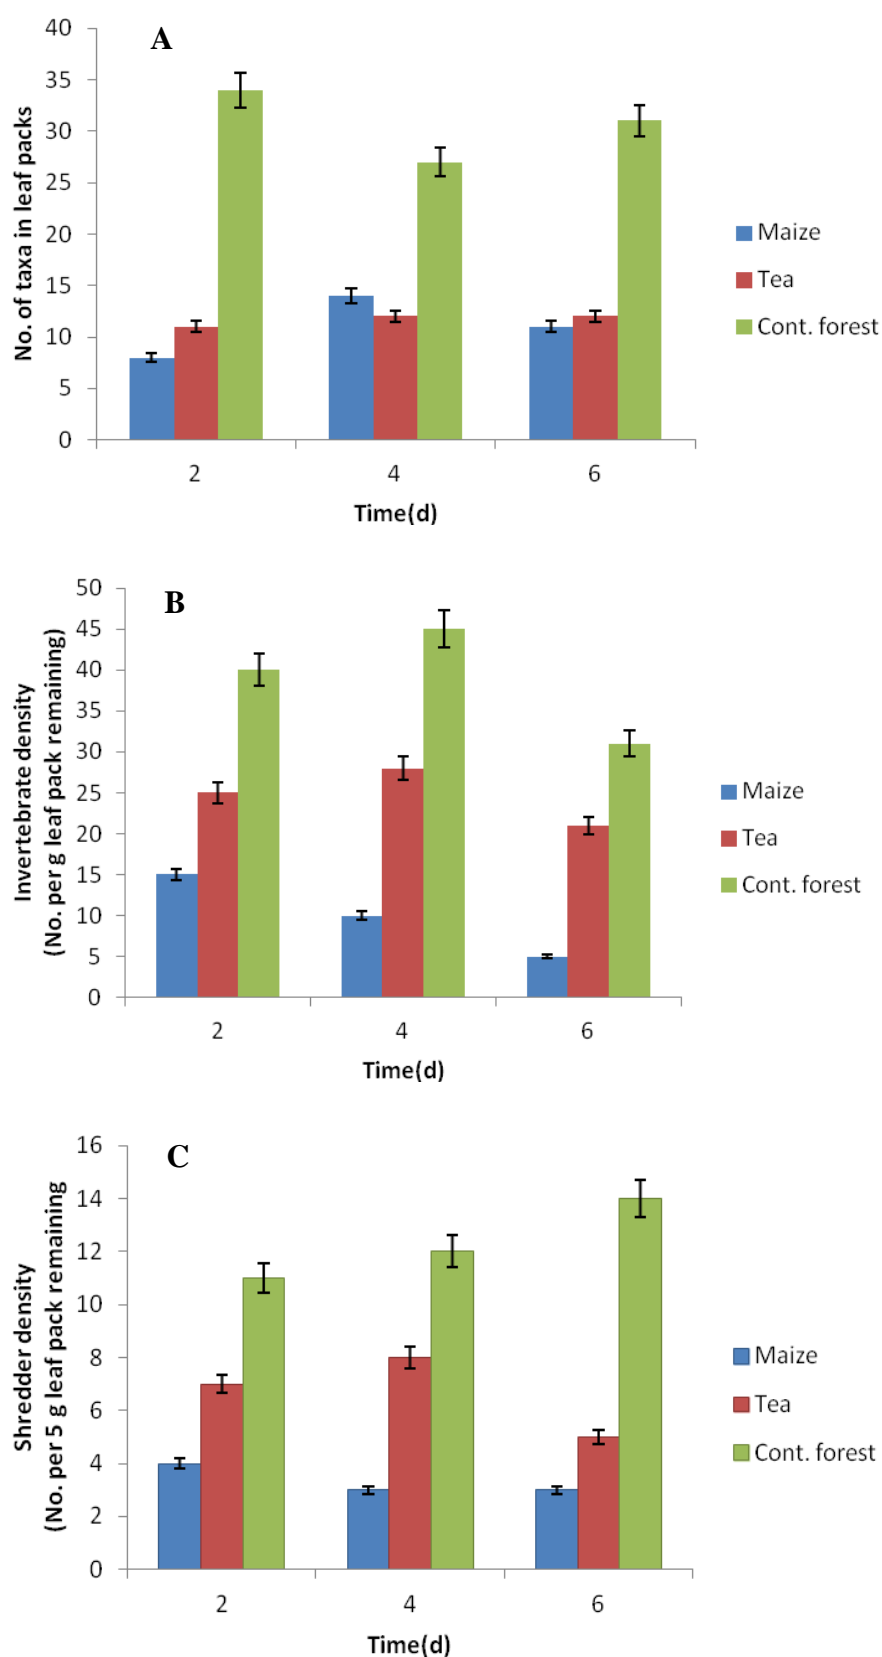 A
No. of taxa in leaf packs
40
35
30
25
20
15
10
5
0
2
4
6
Time(d)
Maize
Tea
Cont. forest
B
Invertebrate density
(No. per g leaf pack remaining)
50
45
40
35
30
25
20
15
10
5
0
2
4
6
Time(d)
Maize
Tea
Cont. forest
C
Shredder density
(No. per 5 g leaf pack remaining
16
14
12
10
8
6
4
2
0
2
4
6
Time(d)
Maize
Tea
Cont. forest